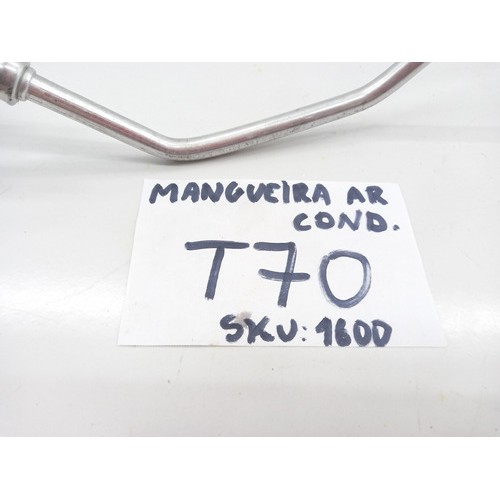 MANGUEIRA AR
COND.
T70
SKU: 1600